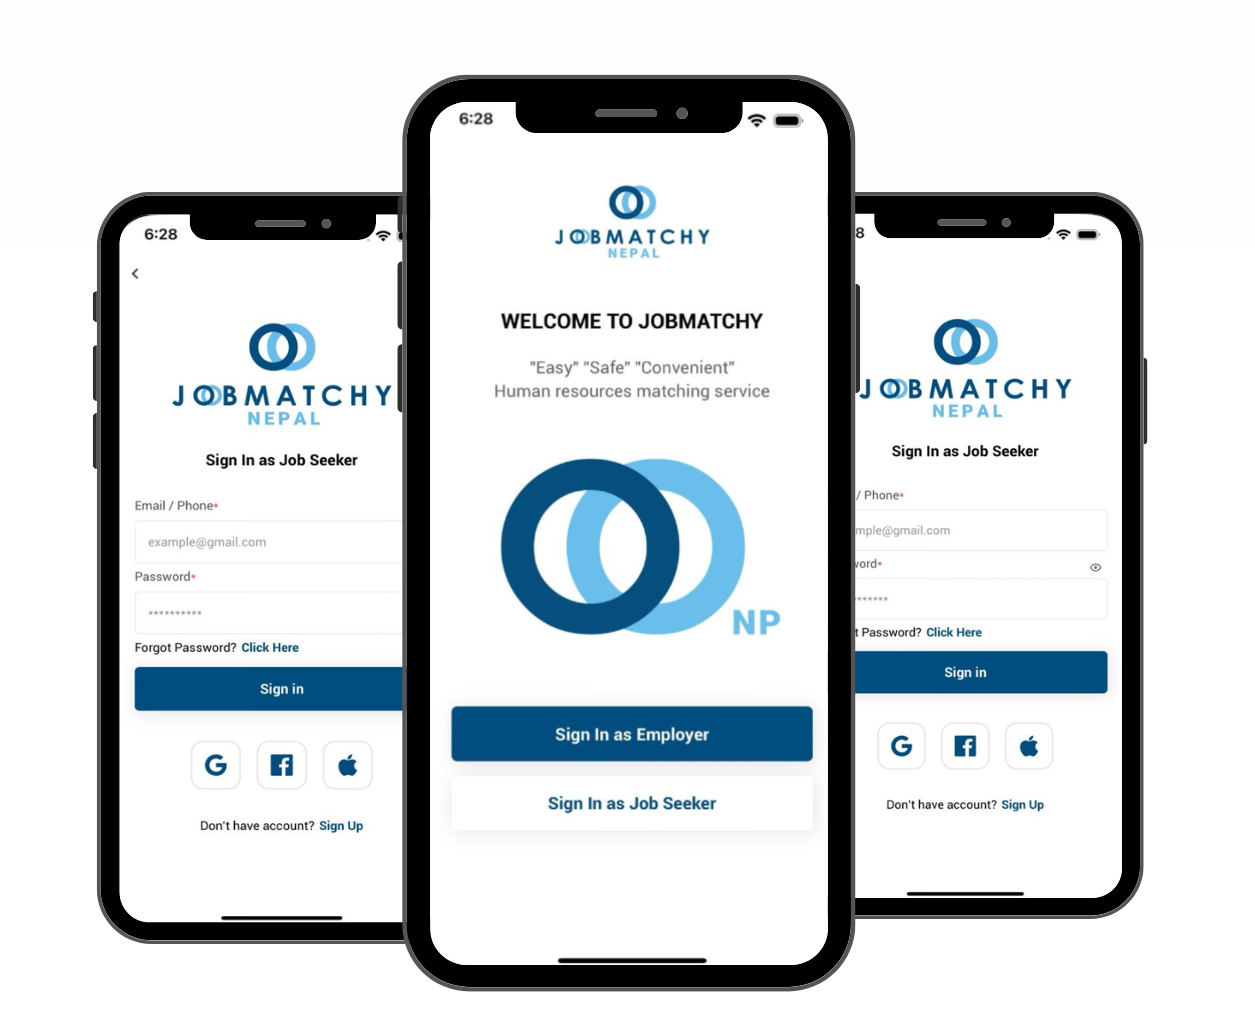 6:28
JOBMATCHY
NEPAL
Sign In as Job Seeker
Email / Phone*
example@gmail.com
Password*
**********
Forgot Password? Click Here
Sign in
G
Don't have account? Sign Up
6:28
JOBMATCHY
NEPAL
WELCOME TO JOBMATCHY
"Easy" "Safe" "Convenient"
Human resources matching service
NP
Sign In as Employer
Sign In as Job Seeker
8
JOBMATCHY
NEPAL
Sign In as Job Seeker
/ Phone*
mple@gmail.com
word*
*******
t Password? Click Here
Sign in
G
Don't have account? Sign Up